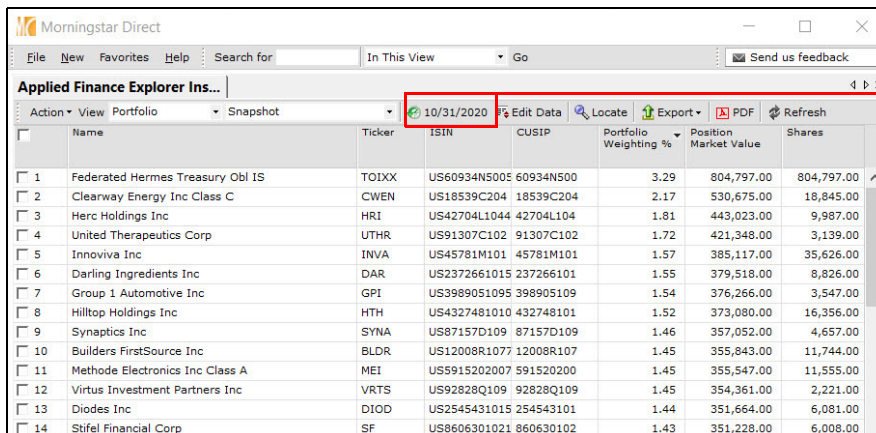 Morningstar Direct
File New Favorites Help Search for In This View Go Send us feedback
Applied Finance Explorer Ins...
Action View Portfolio Snapshot 10/31/2020 Edit Data Locate Export PDF Refresh
Name Ticker ISIN CUSIP Portfolio Weighting % Position Market Value Shares
1 Federated Hermes Treasury Obl IS TOIXX US60934N5005 60934N500 3.29 804,797.00 804,797.00
2 Clearway Energy Inc Class C CWEN US18539C204 18539C204 2.17 530,675.00 18,845.00
3 Herc Holdings Inc HRI US42704L1044 42704L104 1.81 443,023.00 9,987.00
4 United Therapeutics Corp UTHR US91307C102 91307C102 1.72 421,348.00 3,139.00
5 Innoviva Inc INVA US45781M101 45781M101 1.57 385,117.00 35,626.00
6 Darling Ingredients Inc DAR US2372661015 237266101 1.55 379,518.00 8,826.00
7 Group 1 Automotive Inc GPI US3989051095 398905109 1.54 376,266.00 3,547.00
8 Hilltop Holdings Inc HTH US4327481010 432748101 1.52 373,080.00 16,356.00
9 Synaptics Inc SYNA US87157D109 87157D109 1.46 357,052.00 4,657.00
10 Builders FirstSource Inc BLDR US12008R1077 12008R107 1.45 355,843.00 11,744.00
11 Methode Electronics Inc Class A MEI US5915202007 591520200 1.45 355,547.00 11,555.00
12 Virtus Investment Partners Inc VRTS US92828Q109 92828Q109 1.45 354,361.00 2,221.00
13 Diodes Inc DIOD US2545431015 254543101 1.44 351,664.00 6,081.00
14 Stifel Financial Corp SF US8606301021 860630102 1.43 351,228.00 6,008.00